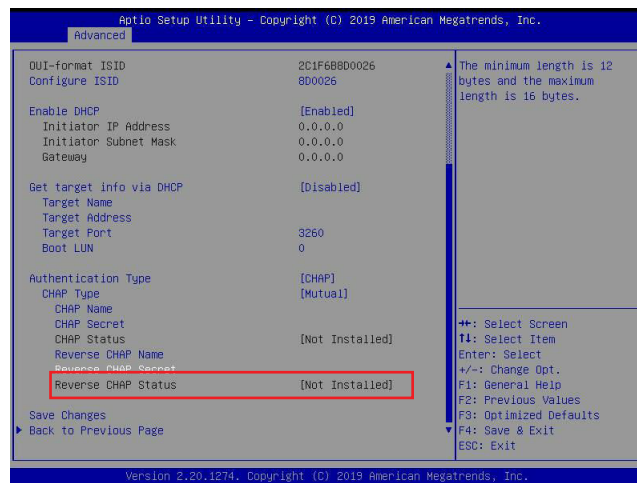 Aptio Setup Utility – Copyright (C) 2019 American Megatrends, Inc.
Advanced
OUI-format ISID 2C1F6B8D0026
Configure ISID 8D0026
Enable DHCP [Enabled]
Initiator IP Address 0.0.0.0
Initiator Subnet Mask 0.0.0.0
Gateway 0.0.0.0
Get target info via DHCP [Disabled]
Target Name
Target Address
Target Port 3260
Boot LUN 0
Authentication Type [CHAP]
CHAP Type [Mutual]
CHAP Name
CHAP Secret
CHAP Status [Not Installed]
Reverse CHAP Name
Reverse CHAP Secret
Reverse CHAP Status [Not Installed]
Save Changes
Back to Previous Page
The minimum length is 12
bytes and the maximum
length is 16 bytes.
→←: Select Screen
↑↓: Select Item
Enter: Select
+/-: Change Opt.
F1: General Help
F2: Previous Values
F3: Optimized Defaults
F4: Save & Exit
ESC: Exit
Version 2.20.1274. Copyright (C) 2019 American Megatrends, Inc.